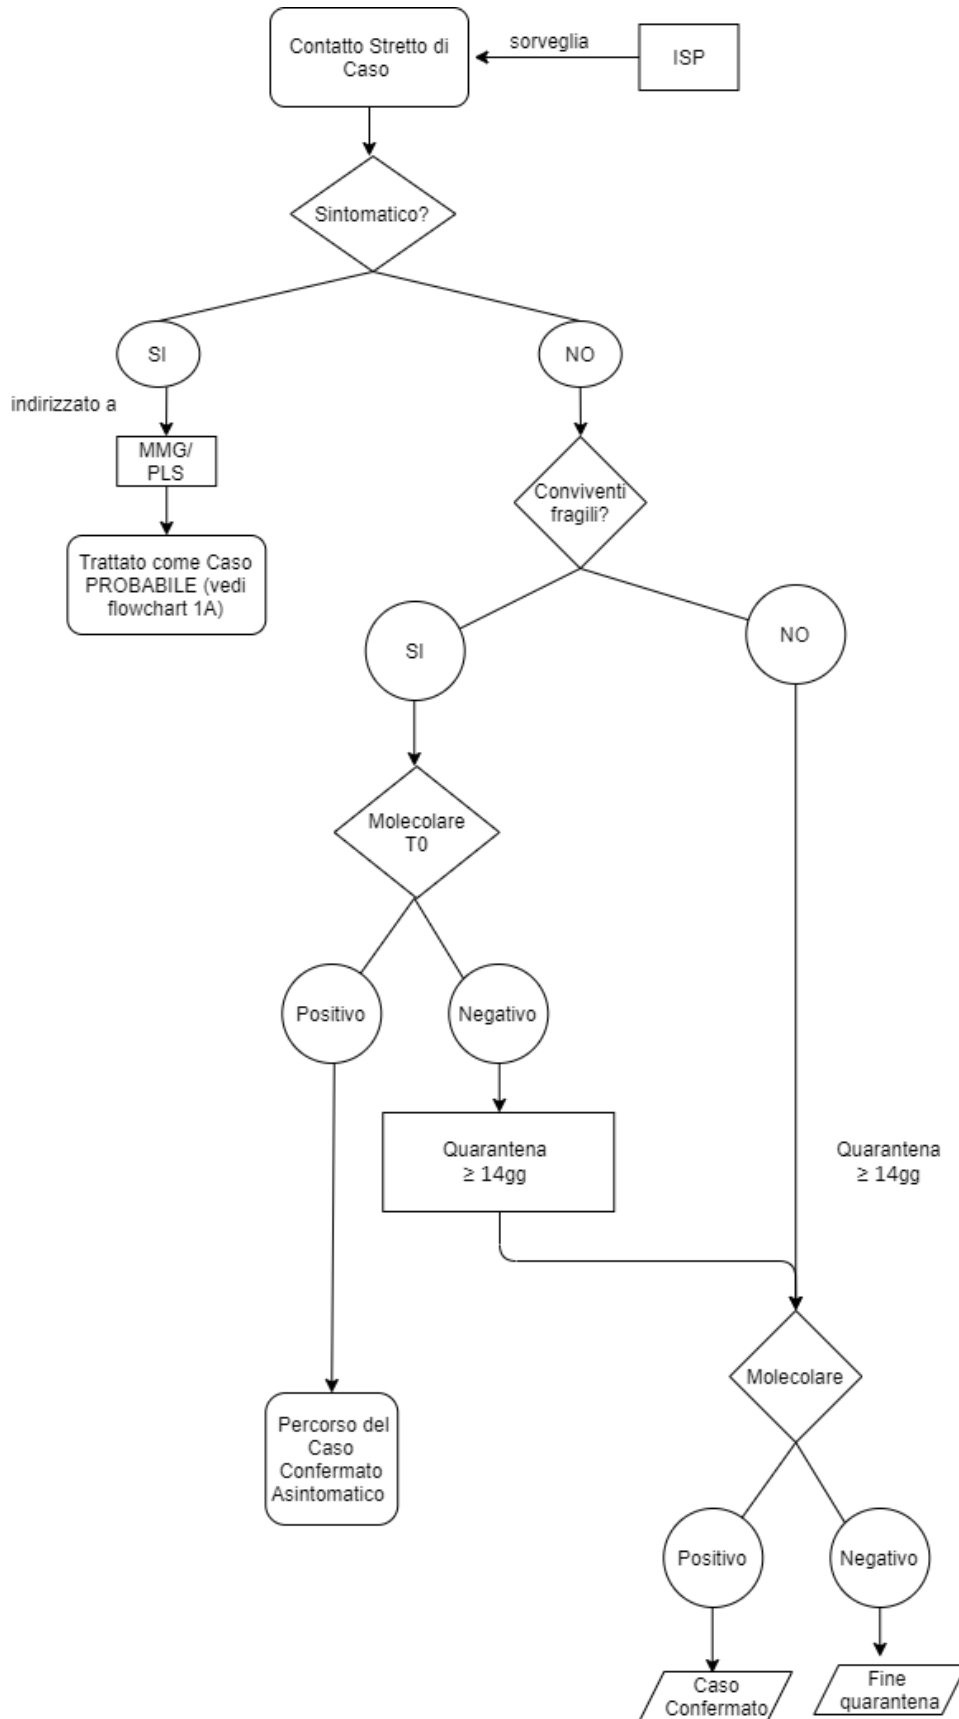 Contatto Stretto di
Caso
sorveglia
ISP
Sintomatico?
SI
NO
indirizzato a
MMG/
PLS
Conviventi
fragili?
Trattato come Caso
PROBABILE (vedi
flowchart 1A)
SI
NO
Molecolare
T0
Positivo
Negativo
Quarantena
≥ 14gg
Quarantena
≥ 14gg
Molecolare
Percorso del
Caso
Confermato
Asintomatico
Positivo
Negativo
Caso
Confermato
Fine
quarantena